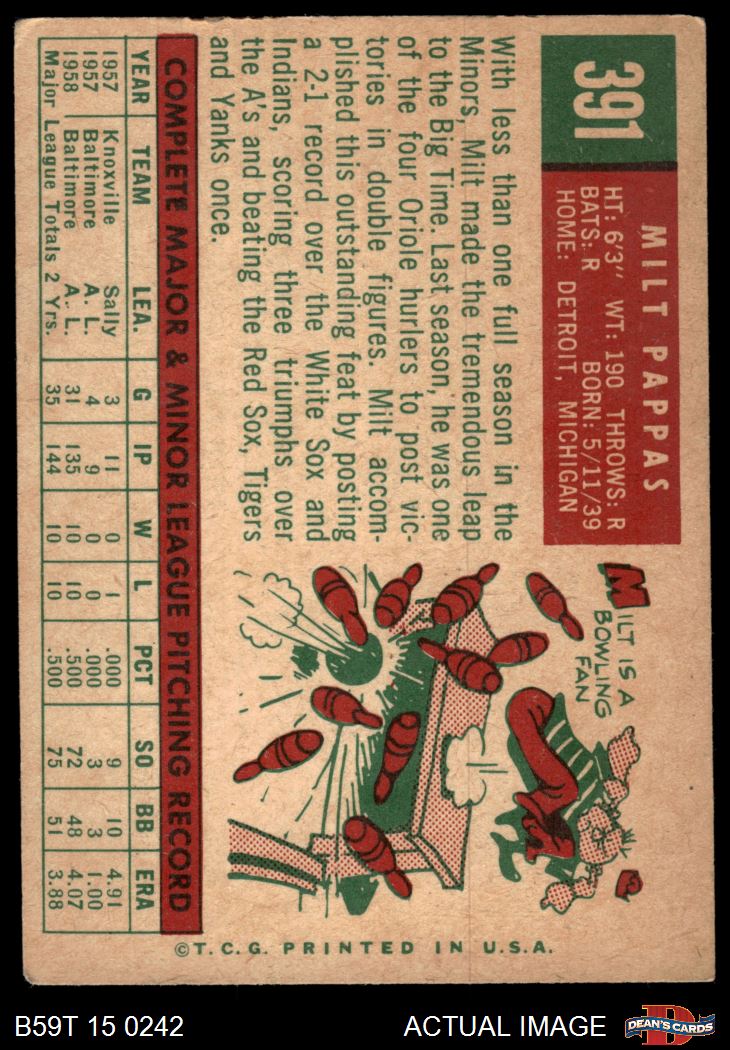 391
MILT PAPPAS
HT: 6'3" WT: 190 THROWS: R
BATS: R BORN: 5/11/39
HOME: DETROIT, MICHIGAN
With less than one full season in the
Minors, Milt made the tremendous leap
to the Big Time. Last season, he was one
of the four Oriole hurlers to post vic-
tories in double figures. Milt accom-
plished this outstanding feat by posting
a 2-1 record over the White Sox and
Indians, scoring three triumphs over
the A's and beating the Red Sox, Tigers
and Yanks once.
MILT IS A
BOWLING
FAN
COMPLETE MAJOR & MINOR LEAGUE PITCHING RECORD
YEAR TEAM LEA. G IP W L PCT SO BB ERA
1957 Knoxville Sally 3 11 0 1 .000 9 10 4.91
1957 Baltimore A. L. 4 9 0 0 .000 3 3 1.00
1958 Baltimore A. L. 31 135 10 10 .500 72 48 4.07
Major League Totals 2 Yrs. 35 144 10 10 .500 75 51 3.88
©T.C.G. PRINTED IN U.S.A.
B59T 15 0242 ACTUAL IMAGE
DEAN'S CARDS